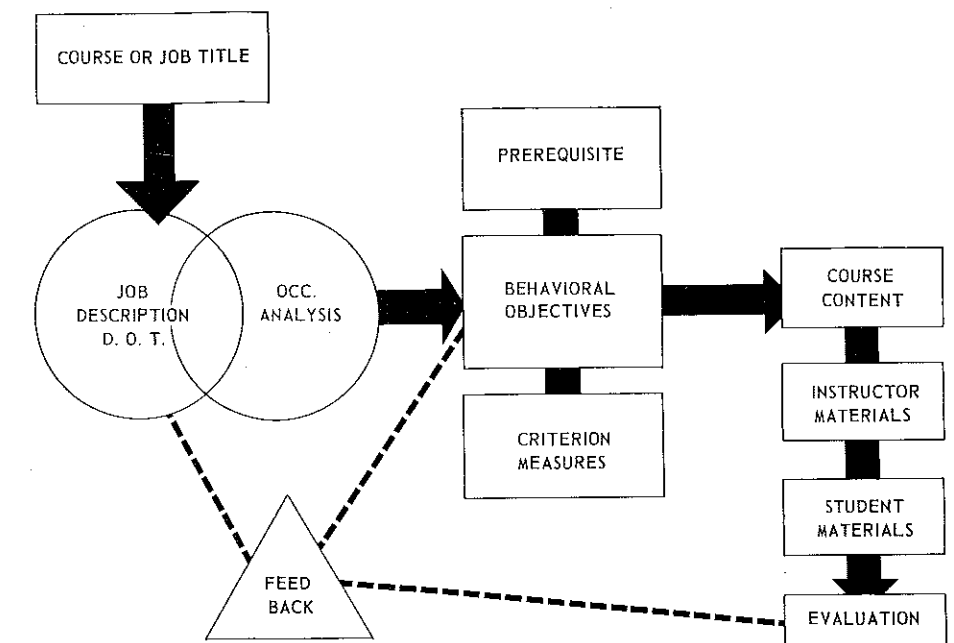 COURSE OR JOB TITLE
JOB
DESCRIPTION
D. O. T.
OCC.
ANALYSIS
PREREQUISITE
BEHAVIORAL
OBJECTIVES
CRITERION
MEASURES
COURSE
CONTENT
INSTRUCTOR
MATERIALS
STUDENT
MATERIALS
EVALUATION
FEED
BACK